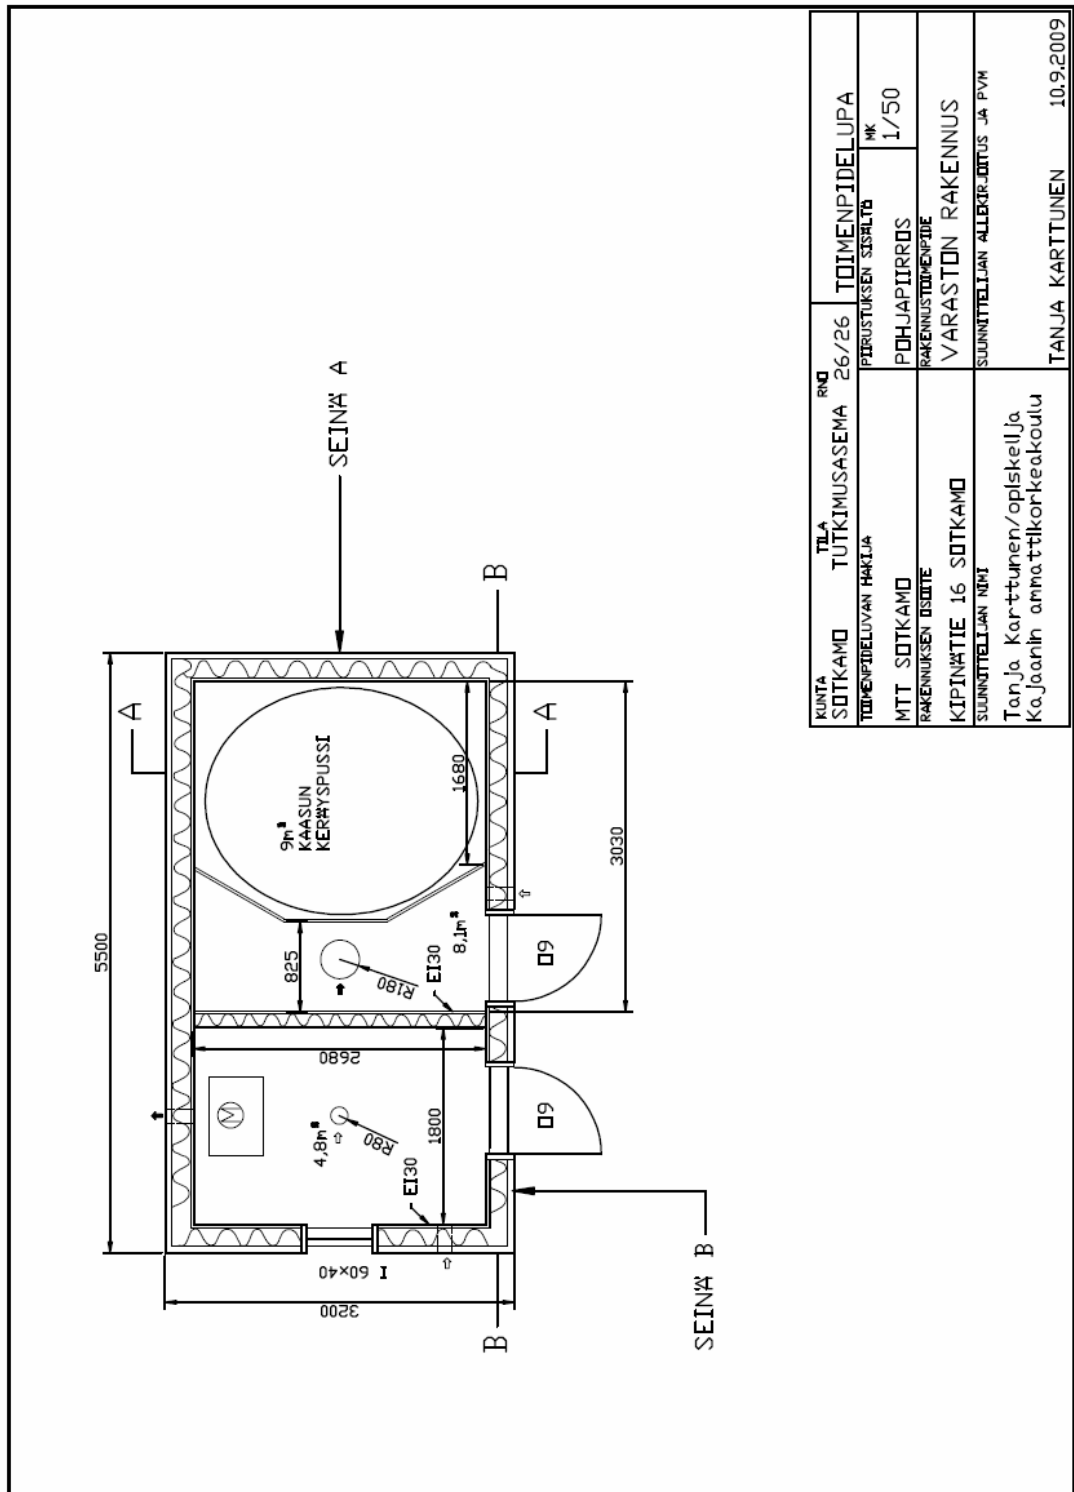 5500
A
A
SEINÄ A
B
B
SEINÄ B
9m³
KAASUN
KERÄYSPUSSI
1680
3030
825
R180
EI30
8,1m²
2680
M
4,8m²
R80
1800
EI30
I 60x40
3200
09
09
KUNTA
SOTKAMO
TILA
TUTKIMUSASEMA
RNO
26/26
TOIMENPIDELUPA
TOIMENPIDELUVAN HAKIJA
MTT SOTKAMO
PIIRUSTUKSEN SISÄLTÖ
POHJAPIIRROS
MK
1/50
RAKENNUKSEN OSOITE
KIPINÄTIE 16 SOTKAMO
RAKENNUSTOIMENPIDE
VARASTON RAKENNUS
SUUNNITTELIJAN NIMI
Tanja Karttunen/opiskelija
Kajaanin ammattikorkeakoulu
SUUNNITTELIJAN ALLEKIRJOITUS JA PVM
TANJA KARTTUNEN 10.9.2009